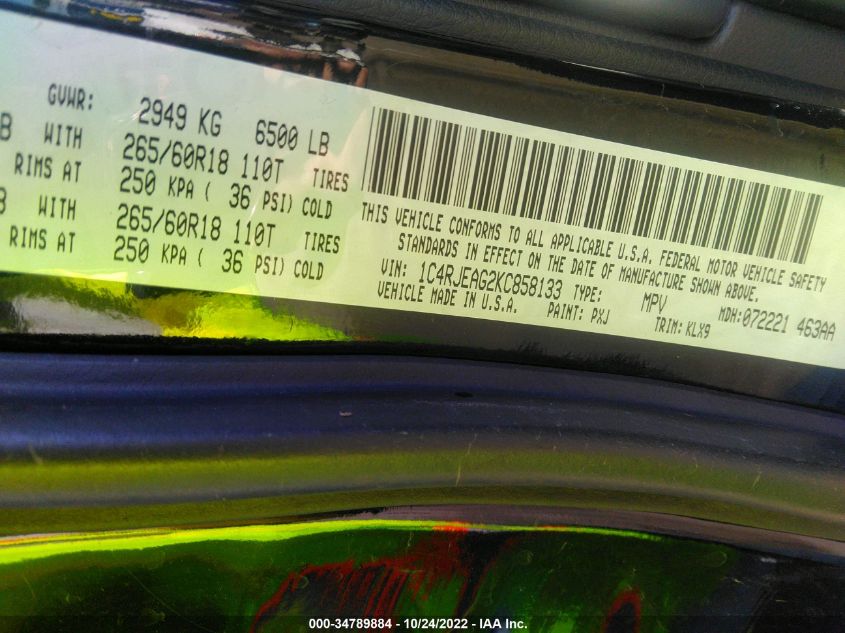 GVWR: 2949 KG 6500 LB
B WITH 265/60R18 110T TIRES
RIMS AT 250 KPA ( 36 PSI) COLD
B WITH 265/60R18 110T TIRES
RIMS AT 250 KPA ( 36 PSI) COLD
THIS VEHICLE CONFORMS TO ALL APPLICABLE U.S.A. FEDERAL MOTOR VEHICLE SAFETY
STANDARDS IN EFFECT ON THE DATE OF MANUFACTURE SHOWN ABOVE.
VIN: 1C4RJEAG2KC858133 TYPE: MPV MDH:072221 463AA
VEHICLE MADE IN U.S.A. PAINT: PXJ TRIM: KLX9
000-34789884 - 10/24/2022 - IAA Inc.